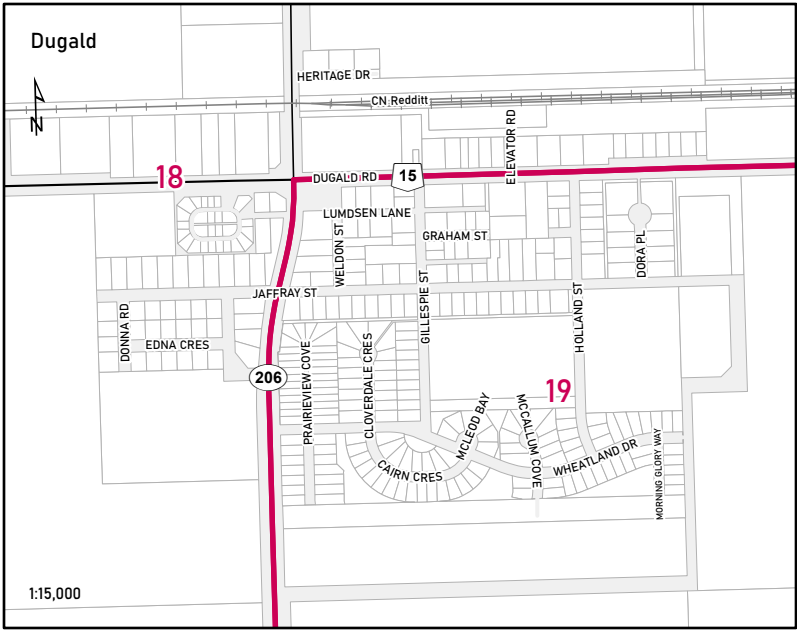 Dugald
HERITAGE DR
CN Redditt
N
ELEVATOR RD
18
DUGALD RD
15
LUMDSEN LANE
WELDON ST
GRAHAM ST
DORA PL
JAFFRAY ST
GILLESPIE ST
HOLLAND ST
DONNA RD
EDNA CRES
PRAIRIEVIEW COVE
CLOVERDALE CRES
206
19
MCLEOD BAY
MCCALLUM COVE
CAIRN CRES
WHEATLAND DR
MORNING GLORY WAY
1:15,000